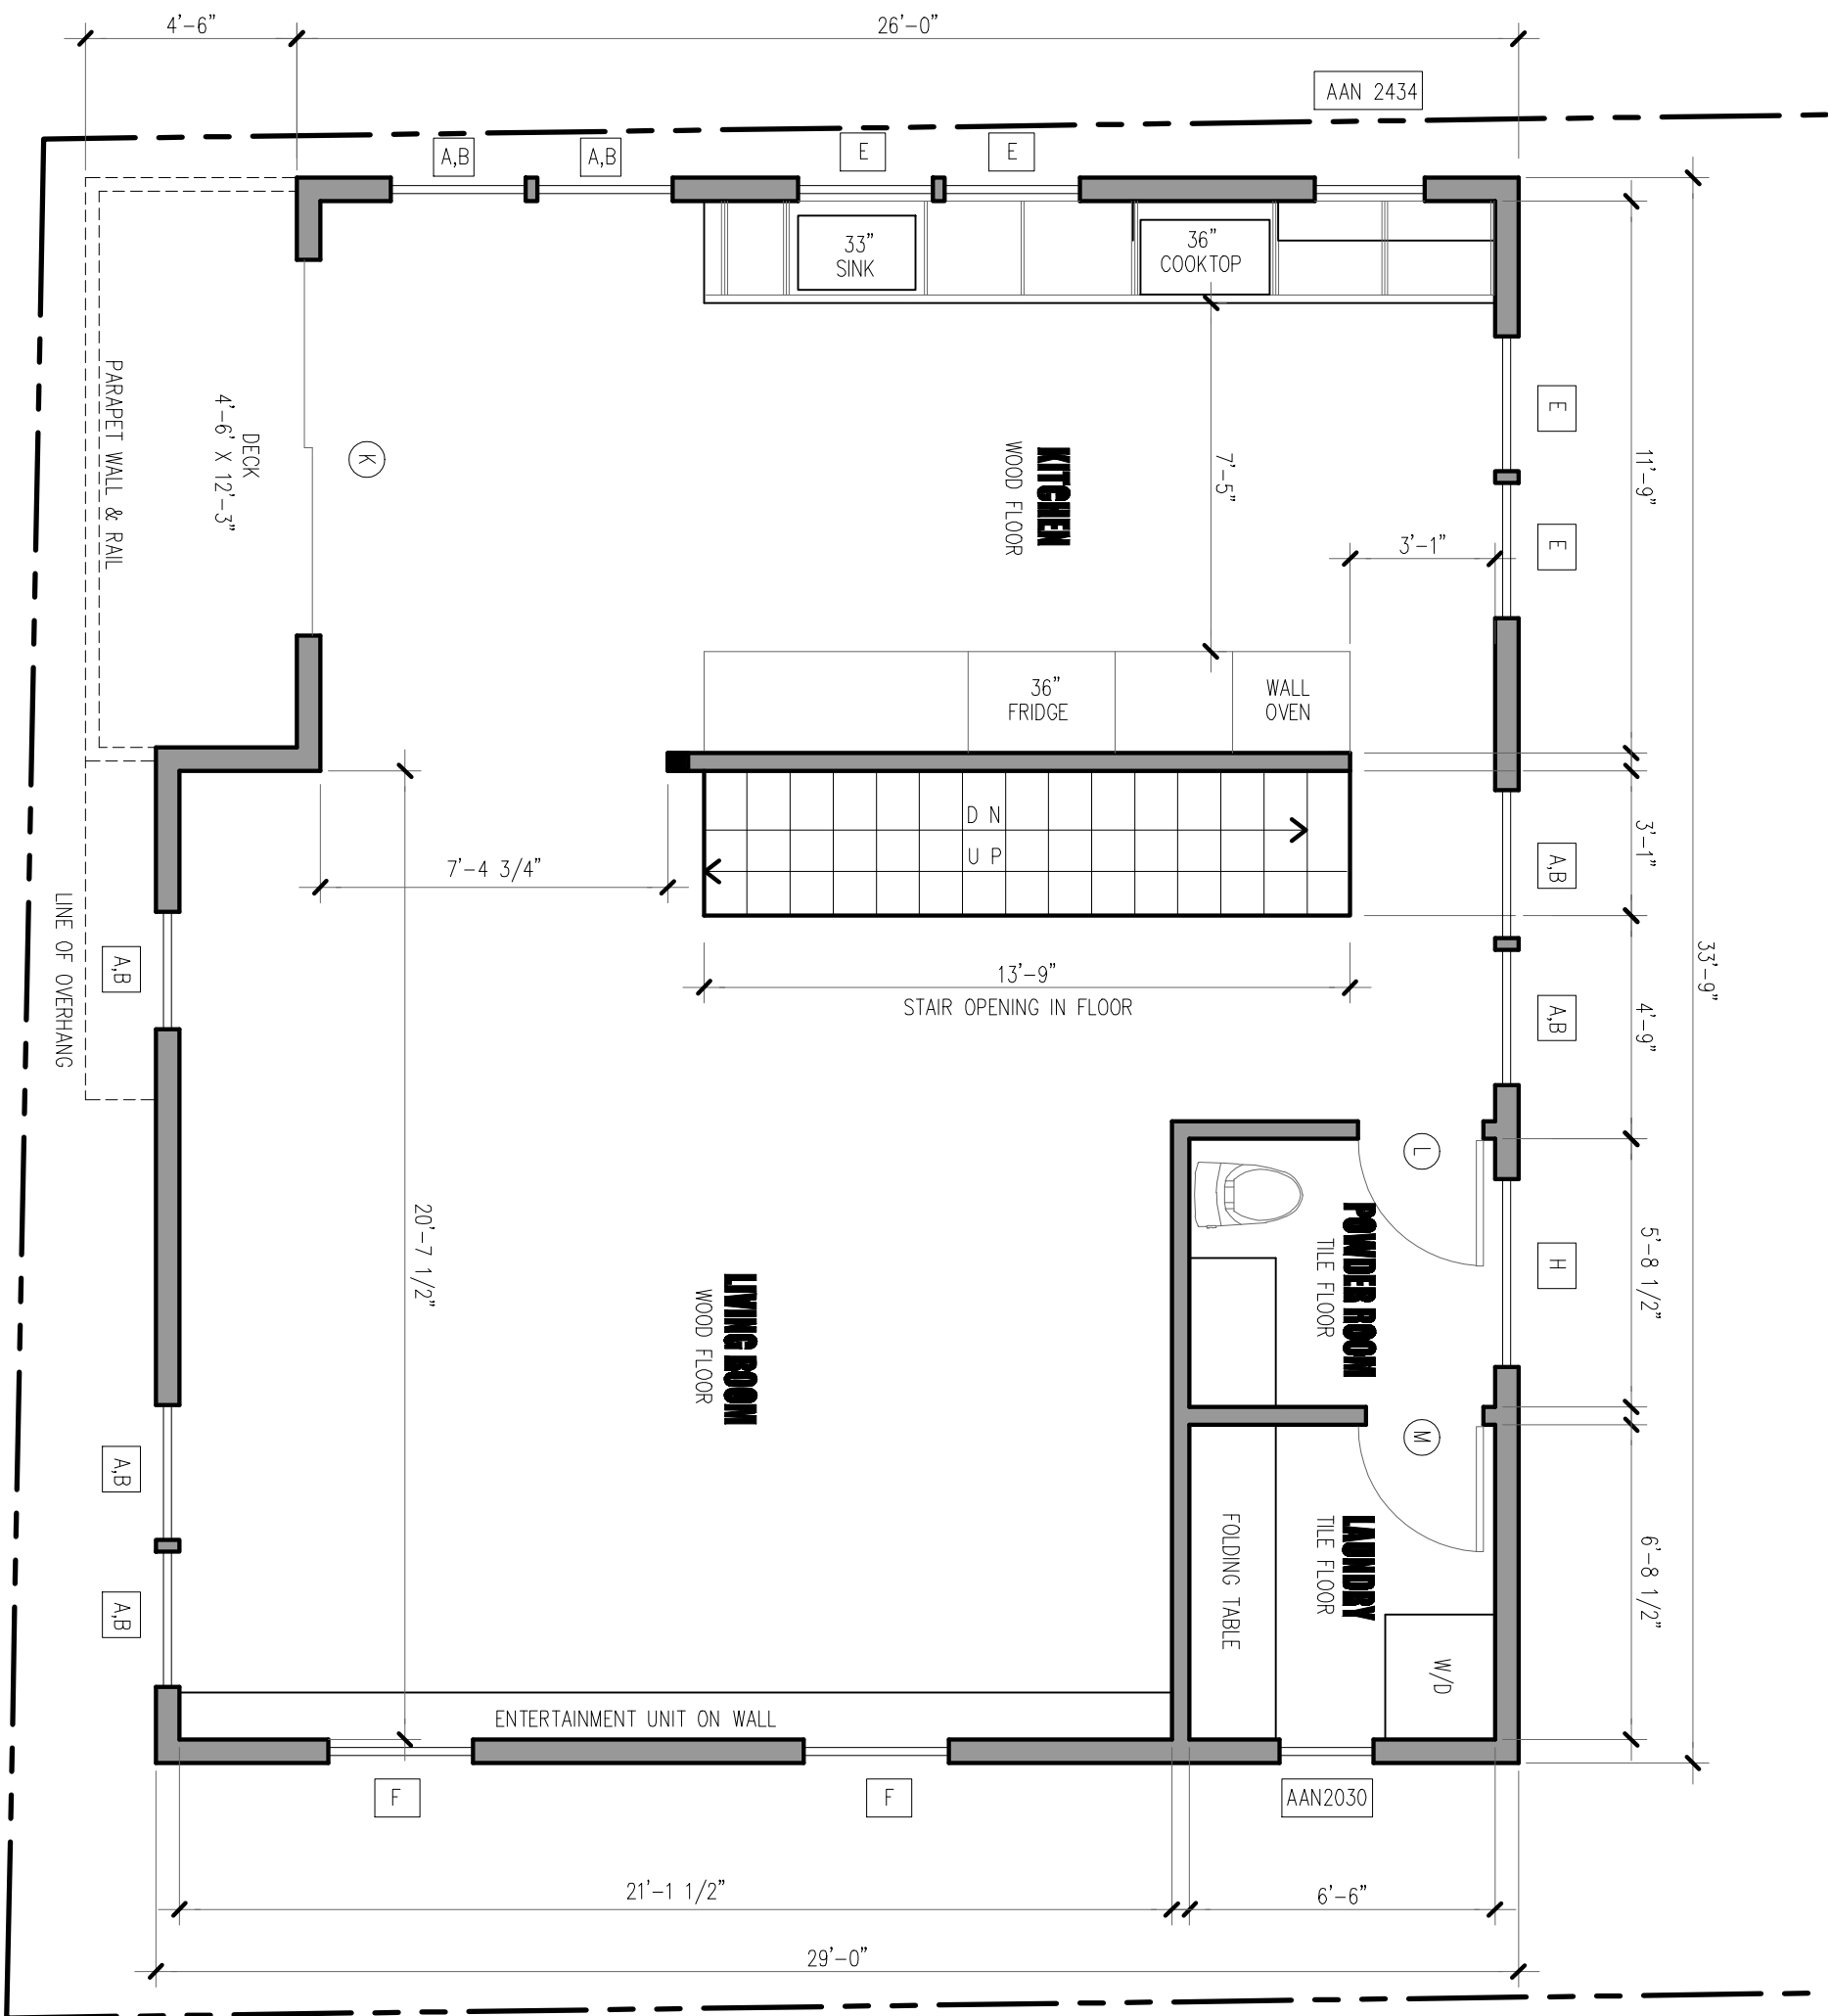 4'-6"
26'-0"
AAN 2434
A,B
A,B
E
E
33"
SINK
36"
COOKTOP
PARAPET WALL & RAIL
DECK
4'-6' X 12'-3"
K
KITCHEN
WOOD FLOOR
7'-5"
3'-1"
E
E
11'-9"
36"
FRIDGE
WALL
OVEN
D N
U P
7'-4 3/4"
3'-1"
A,B
33'-9"
LINE OF OVERHANG
A,B
13'-9"
STAIR OPENING IN FLOOR
A,B
4'-9"
L
20'-7 1/2"
POWDER ROOM
TILE FLOOR
H
5'-8 1/2"
LIVING ROOM
WOOD FLOOR
M
A,B
A,B
FOLDING TABLE
LAUNDRY
TILE FLOOR
6'-8 1/2"
W/D
ENTERTAINMENT UNIT ON WALL
F
F
AAN2030
21'-1 1/2"
6'-6"
29'-0"